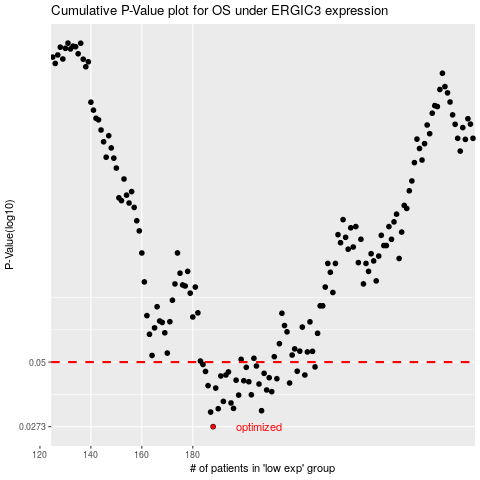 Cumulative P-Value plot for OS under ERGIC3 expression
P-Value(log10)
0.05
0.0273
optimized
120 140 160 180
# of patients in 'low exp' group